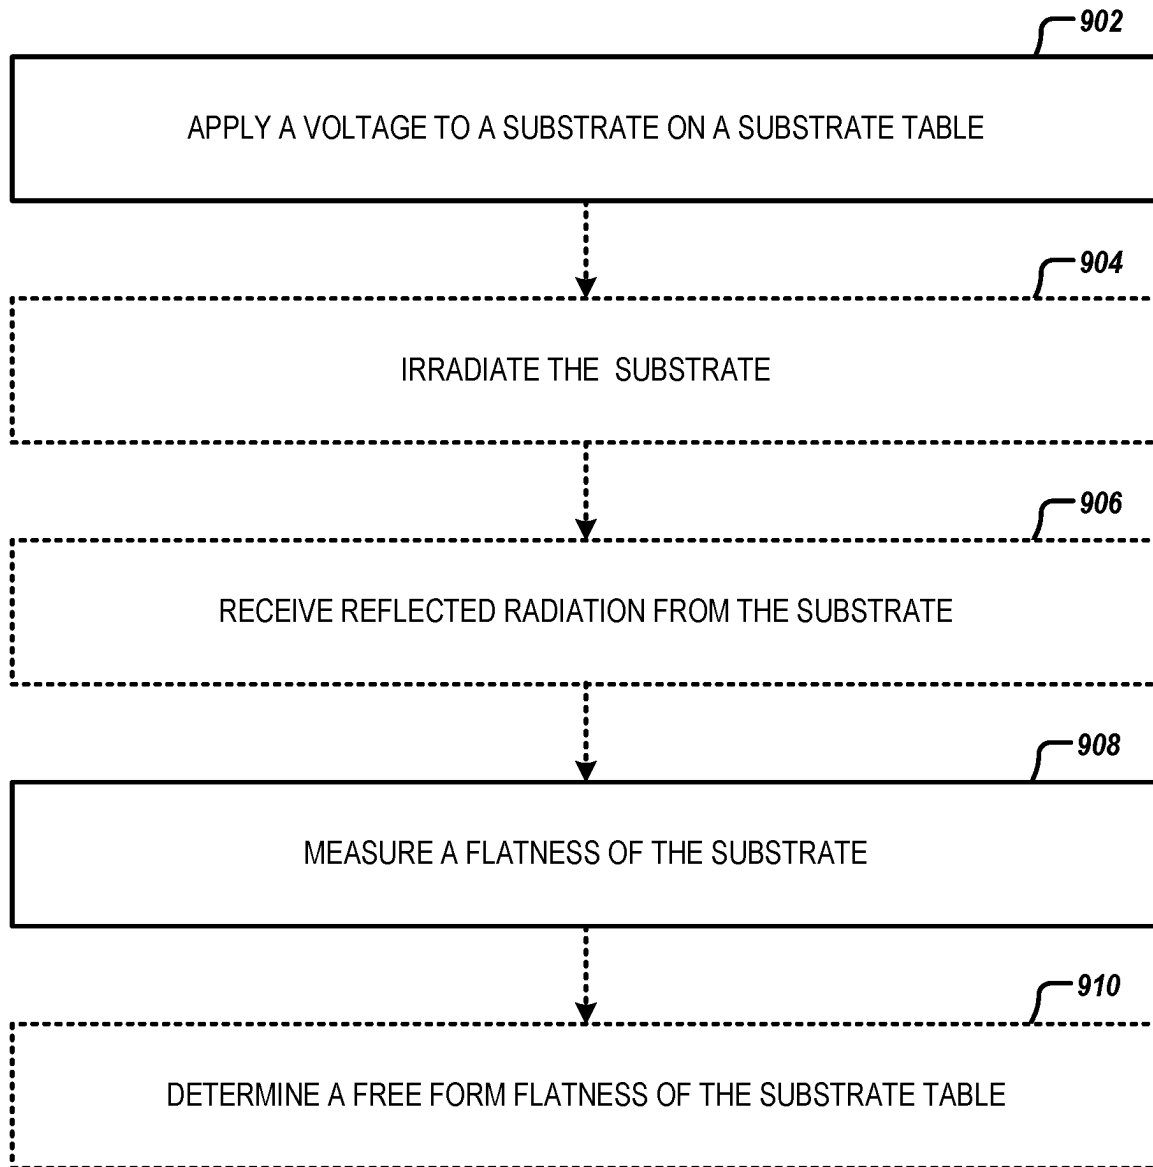 902
APPLY A VOLTAGE TO A SUBSTRATE ON A SUBSTRATE TABLE
904
IRRADIATE THE SUBSTRATE
906
RECEIVE REFLECTED RADIATION FROM THE SUBSTRATE
908
MEASURE A FLATNESS OF THE SUBSTRATE
910
DETERMINE A FREE FORM FLATNESS OF THE SUBSTRATE TABLE